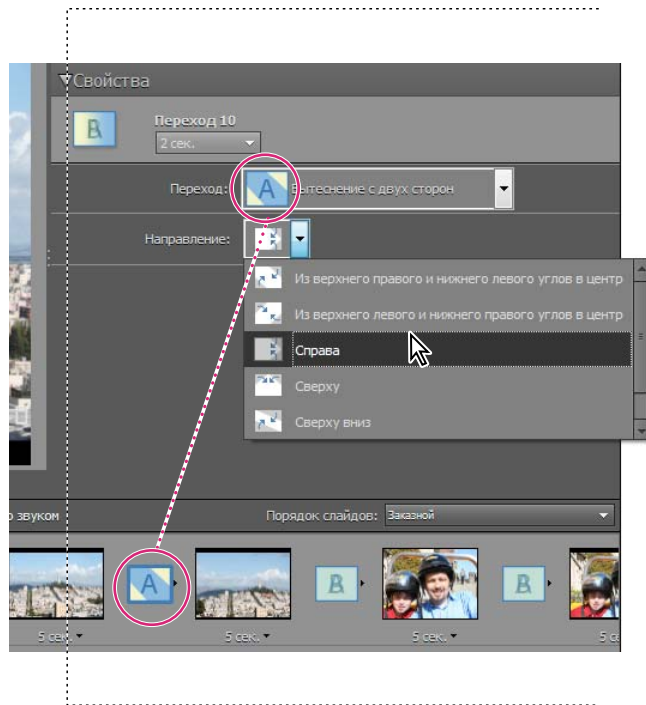 Свойства
Переход 10
2 сек.
Переход: Вытеснение с двух сторон
Направление:
Из верхнего правого и нижнего левого углов в центр
Из верхнего левого и нижнего правого углов в центр
Справа
Сверху
Сверху вниз
о звуком
Порядок слайдов: Заказной
A B B
5 сек. 5 сек. 5 сек. 5 се